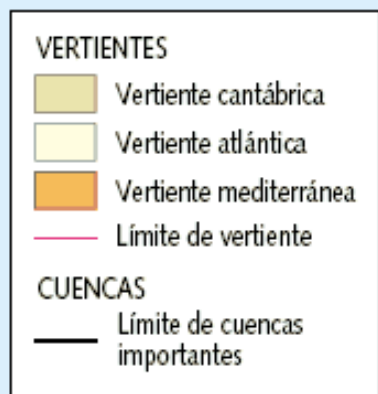 VERTIENTES
Vertiente cantábrica
Vertiente atlántica
Vertiente mediterránea
Límite de vertiente
CUENCAS
Límite de cuencas
importantes